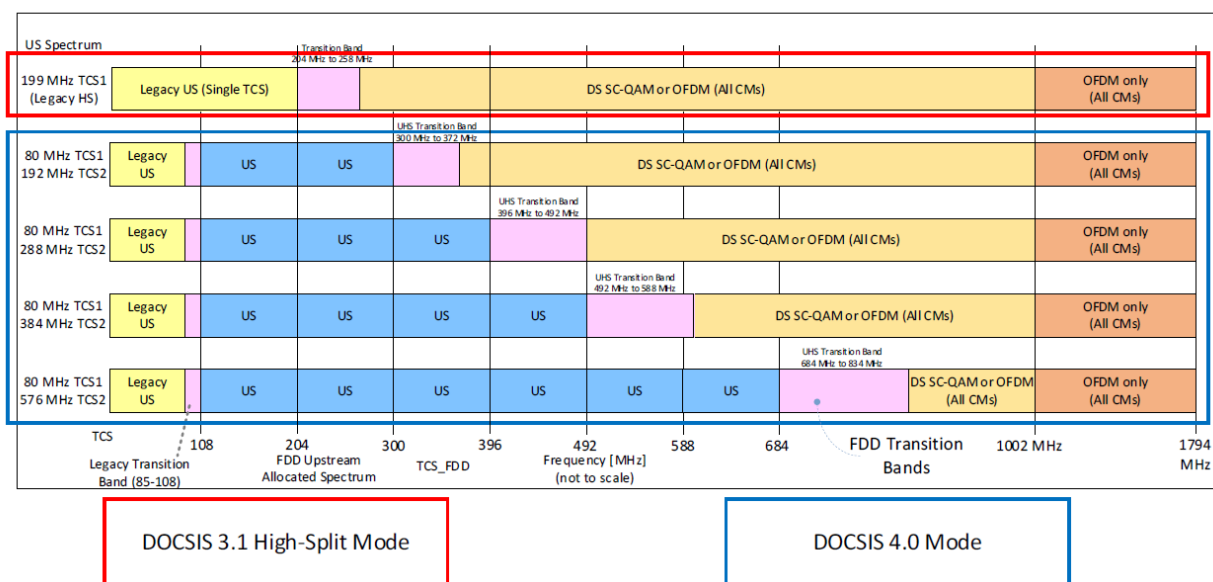 US Spectrum
Transition Band
204 MHz to 258 MHz
199 MHz TCS1
(Legacy HS)
Legacy US (Single TCS)
DS SC-QAM or OFDM (All CMs)
OFDM only
(All CMs)
UHS Transition Band
300 MHz to 372 MHz
80 MHz TCS1
192 MHz TCS2
Legacy
US
US
US
DS SC-QAM or OFDM (All CMs)
OFDM only
(All CMs)
UHS Transition Band
396 MHz to 492 MHz
80 MHz TCS1
288 MHz TCS2
Legacy
US
US
US
US
DS SC-QAM or OFDM (All CMs)
OFDM only
(All CMs)
UHS Transition Band
492 MHz to 588 MHz
80 MHz TCS1
384 MHz TCS2
Legacy
US
US
US
US
US
DS SC-QAM or OFDM (All CMs)
OFDM only
(All CMs)
UHS Transition Band
684 MHz to 834 MHz
80 MHz TCS1
576 MHz TCS2
Legacy
US
US
US
US
US
US
US
DS SC-QAM or OFDM
(All CMs)
OFDM only
(All CMs)
TCS
108
204
300
396
492
588
684
1002 MHz
1794
MHz
Legacy Transition
Band (85-108)
FDD Upstream
Allocated Spectrum
TCS_FDD
Frequency [MHz]
(not to scale)
FDD Transition
Bands
DOCSIS 3.1 High-Split Mode
DOCSIS 4.0 Mode